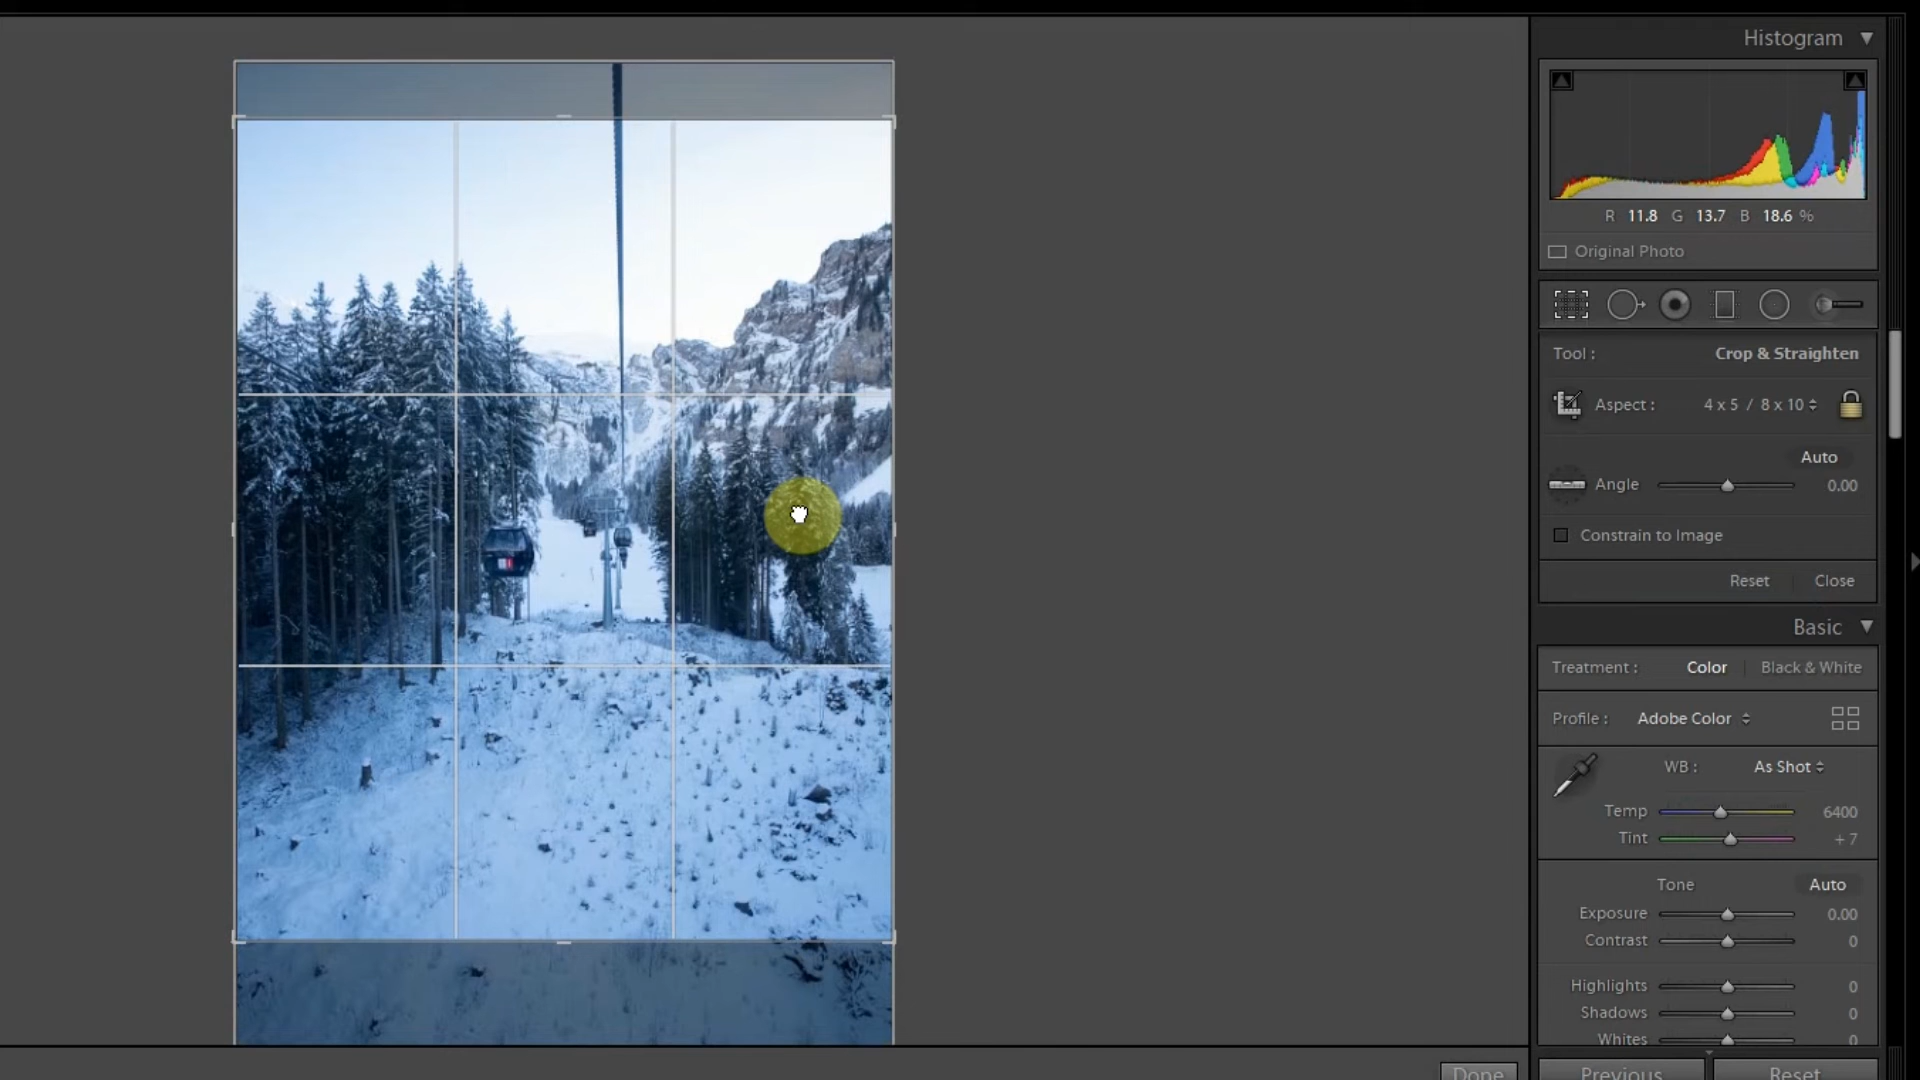 Histogram
R 11.8 G 13.7 B 18.6 %
Original Photo
Tool : Crop & Straighten
Aspect : 4 x 5 / 8 x 10
Auto
Angle 0.00
Constrain to Image
Reset Close
Basic
Treatment : Color Black & White
Profile : Adobe Color
WB : As Shot
Temp 6400
Tint + 7
Tone Auto
Exposure 0.00
Contrast 0
Highlights 0
Shadows 0
Whites 0
Done Previous Reset